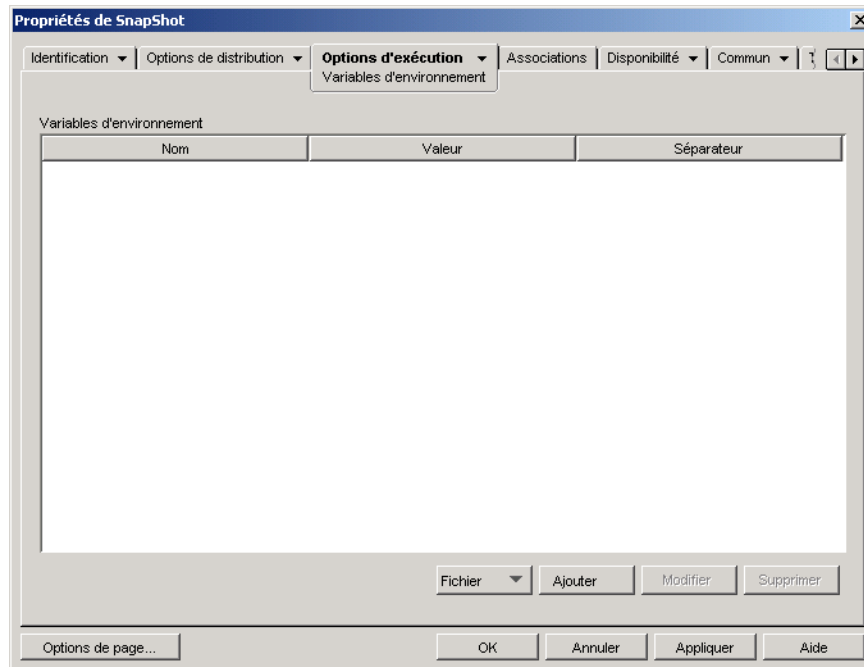 Propriétés de SnapShot
Identification Options de distribution Options d'exécution Associations Disponibilité Commun
Variables d'environnement
Variables d'environnement
Nom Valeur Séparateur
Fichier Ajouter Modifier Supprimer
Options de page... OK Annuler Appliquer Aide